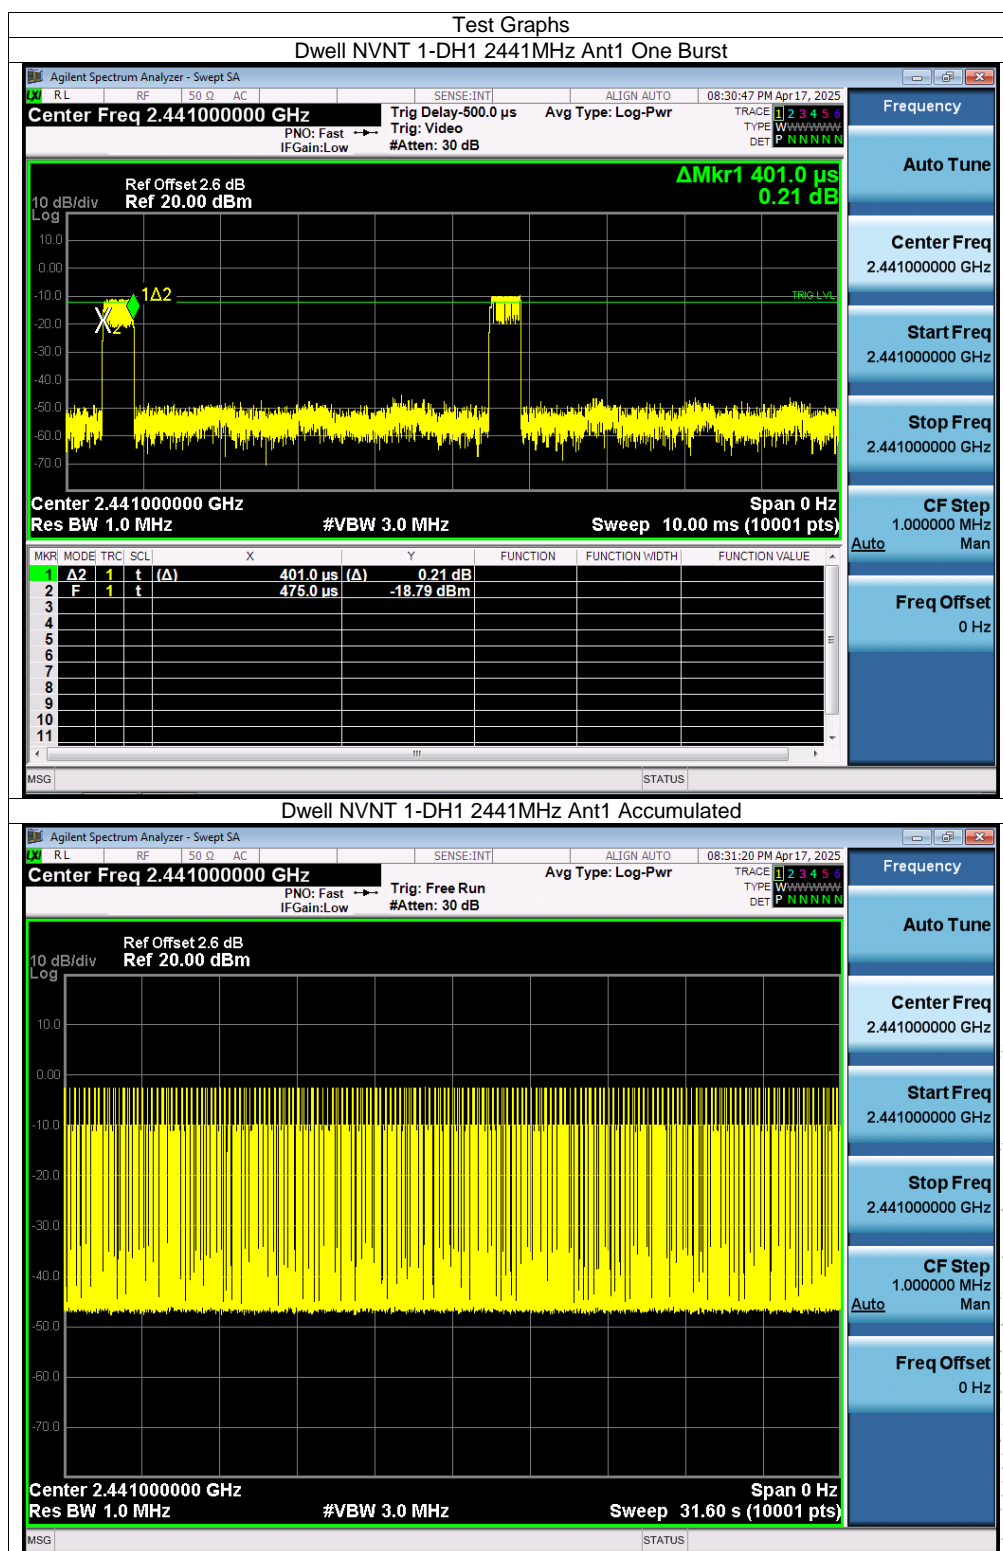 Test Graphs
Dwell NVNT 1-DH1 2441MHz Ant1 One Burst
Agilent Spectrum Analyzer - Swept SA
LXI RL RF 50 Ω AC SENSE:INT ALIGN AUTO 08:30:47 PM Apr 17, 2025
Center Freq 2.441000000 GHz Trig Delay-500.0 µs Avg Type: Log-Pwr TRACE 1 2 3 4 5 6
PNO: Fast Trig: Video TYPE WWWWWWW
IFGain:Low #Atten: 30 dB DET P N N N N N
Frequency
ΔMkr1 401.0 µs
0.21 dB
Ref Offset 2.6 dB
10 dB/div Ref 20.00 dBm
Log
10.0
0.00
-10.0
-20.0
-30.0
-40.0
-50.0
-60.0
-70.0
1Δ2
X2
TRIG LVL
Center 2.441000000 GHz Span 0 Hz
Res BW 1.0 MHz #VBW 3.0 MHz Sweep 10.00 ms (10001 pts)
MKR MODE TRC SCL X Y FUNCTION FUNCTION WIDTH FUNCTION VALUE
1 Δ2 1 t (Δ) 401.0 µs (Δ) 0.21 dB
2 F 1 t 475.0 µs -18.79 dBm
3
4
5
6
7
8
9
10
11
MSG STATUS
Auto Tune
Center Freq
2.441000000 GHz
Start Freq
2.441000000 GHz
Stop Freq
2.441000000 GHz
CF Step
1.000000 MHz
Auto Man
Freq Offset
0 Hz
Dwell NVNT 1-DH1 2441MHz Ant1 Accumulated
Agilent Spectrum Analyzer - Swept SA
LXI RL RF 50 Ω AC SENSE:INT ALIGN AUTO 08:31:20 PM Apr 17, 2025
Center Freq 2.441000000 GHz Avg Type: Log-Pwr TRACE 1 2 3 4 5 6
PNO: Fast Trig: Free Run TYPE WWWWWWW
IFGain:Low #Atten: 30 dB DET P N N N N N
Frequency
Ref Offset 2.6 dB
10 dB/div Ref 20.00 dBm
Log
10.0
0.00
-10.0
-20.0
-30.0
-40.0
-50.0
-60.0
-70.0
Center 2.441000000 GHz Span 0 Hz
Res BW 1.0 MHz #VBW 3.0 MHz Sweep 31.60 s (10001 pts)
MSG STATUS
Auto Tune
Center Freq
2.441000000 GHz
Start Freq
2.441000000 GHz
Stop Freq
2.441000000 GHz
CF Step
1.000000 MHz
Auto Man
Freq Offset
0 Hz